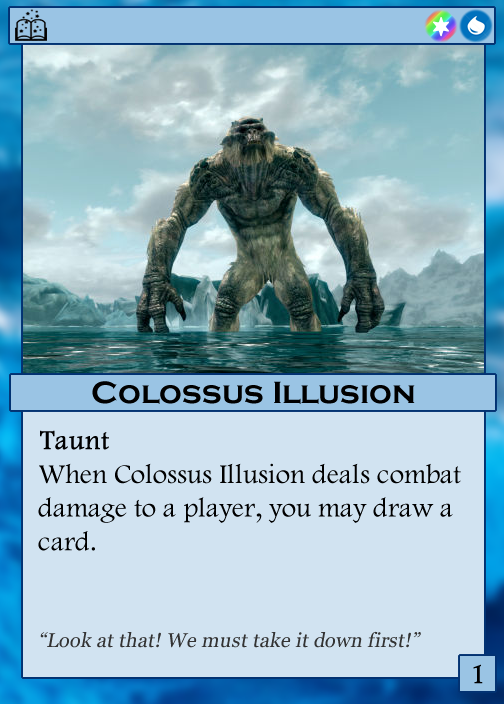 Colossus Illusion
Taunt
When Colossus Illusion deals combat
damage to a player, you may draw a
card.
“Look at that! We must take it down first!”
1